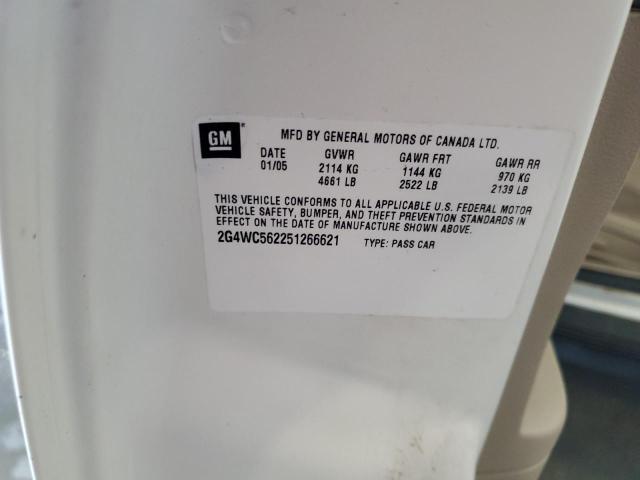 GM MFD BY GENERAL MOTORS OF CANADA LTD.
DATE GVWR GAWR FRT GAWR RR
01/05 2114 KG 1144 KG 970 KG
4661 LB 2522 LB 2139 LB
THIS VEHICLE CONFORMS TO ALL APPLICABLE U.S. FEDERAL MOTOR
VEHICLE SAFETY, BUMPER, AND THEFT PREVENTION STANDARDS IN
EFFECT ON THE DATE OF MANUFACTURE SHOWN ABOVE.
2G4WC562251266621 TYPE: PASS CAR